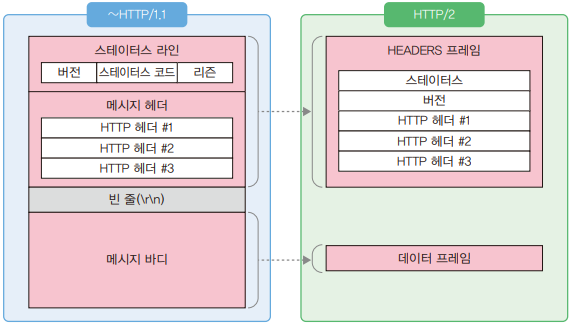 ~HTTP/1.1
스테이터스 라인
버전 스테이터스 코드 리즌
메시지 헤더
HTTP 헤더 #1
HTTP 헤더 #2
HTTP 헤더 #3
빈 줄(\r\n)
메시지 바디
HTTP/2
HEADERS 프레임
스테이터스
버전
HTTP 헤더 #1
HTTP 헤더 #2
HTTP 헤더 #3
데이터 프레임